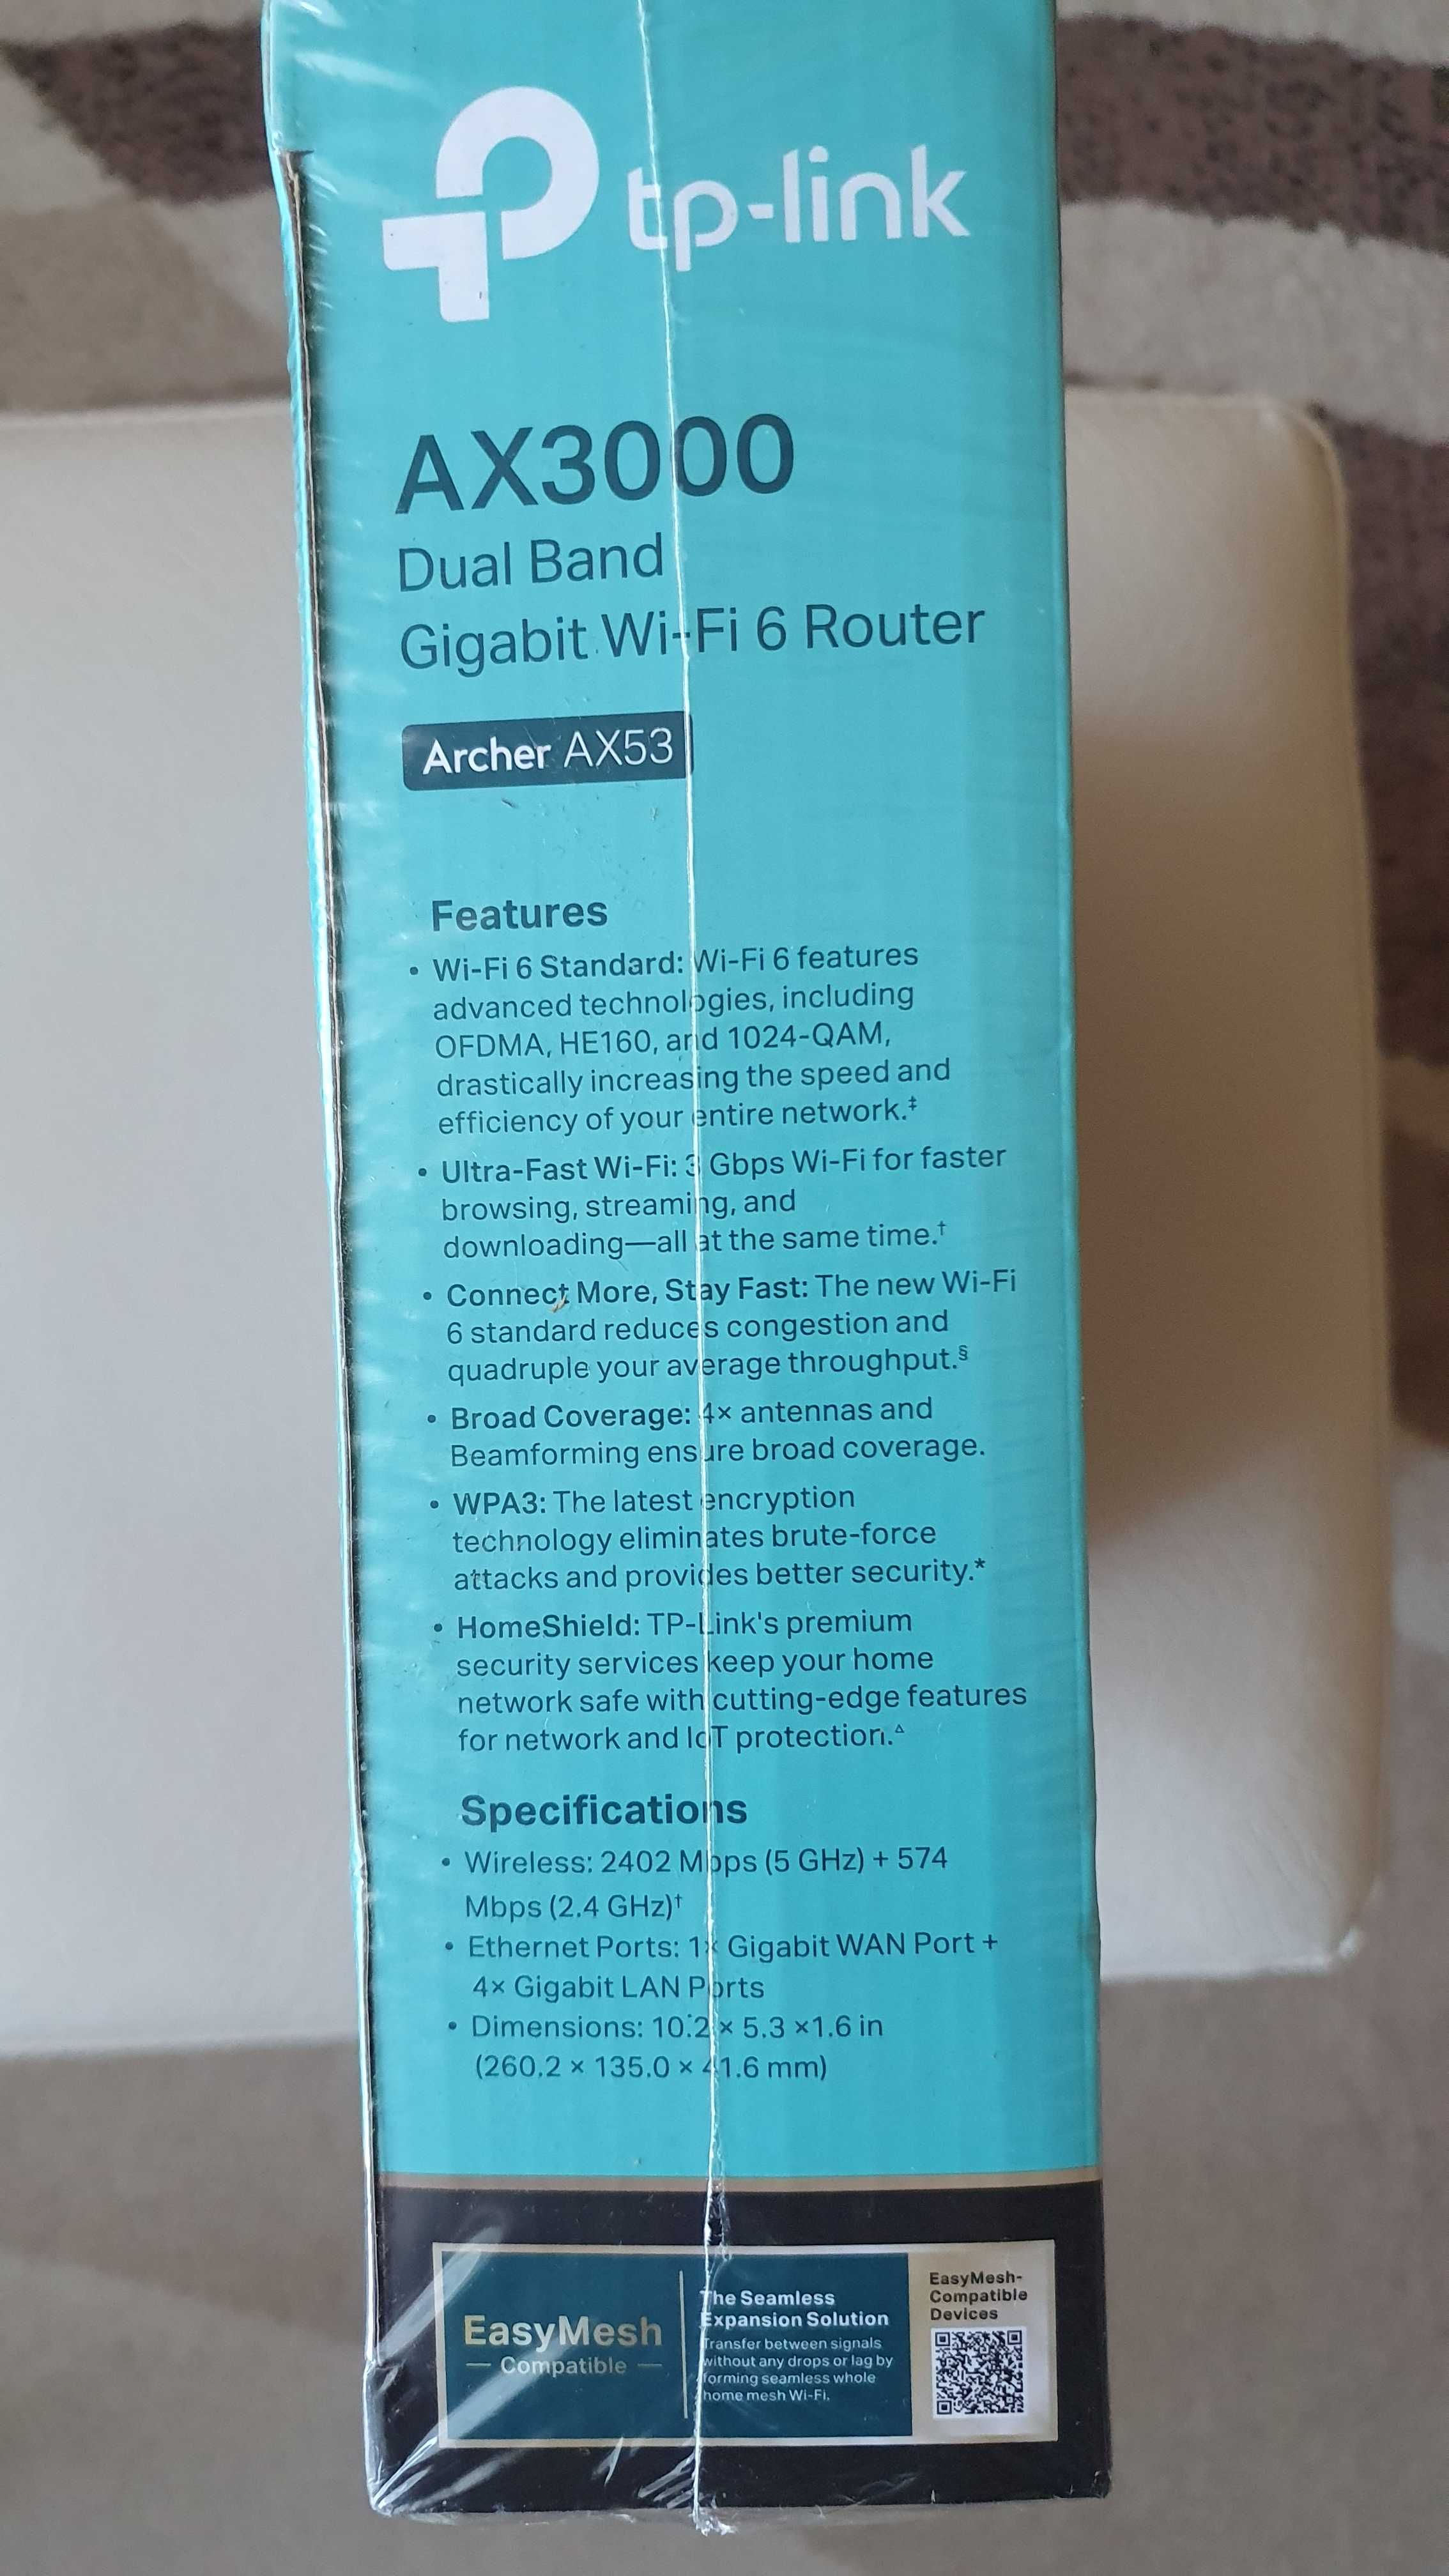 tp-link
AX3000
Dual Band
Gigabit Wi-Fi 6 Router
Archer AX53
Features
• Wi-Fi 6 Standard: Wi-Fi 6 features
advanced technologies, including
OFDMA, HE160, and 1024-QAM,
drastically increasing the speed and
efficiency of your entire network.‡
• Ultra-Fast Wi-Fi: 3 Gbps Wi-Fi for faster
browsing, streaming, and
downloading—all at the same time.†
• Connect More, Stay Fast: The new Wi-Fi
6 standard reduces congestion and
quadruple your average throughput.§
• Broad Coverage: 4× antennas and
Beamforming ensure broad coverage.
• WPA3: The latest encryption
technology eliminates brute-force
attacks and provides better security.*
• HomeShield: TP-Link's premium
security services keep your home
network safe with cutting-edge features
for network and IoT protection.△
Specifications
• Wireless: 2402 Mbps (5 GHz) + 574
Mbps (2.4 GHz)†
• Ethernet Ports: 1× Gigabit WAN Port +
4× Gigabit LAN Ports
• Dimensions: 10.2 × 5.3 ×1.6 in
(260.2 × 135.0 × 41.6 mm)
EasyMesh
Compatible
The Seamless
Expansion Solution
Transfer between signals
without any drops or lag by
forming seamless whole
home mesh Wi-Fi.
EasyMesh-
Compatible
Devices